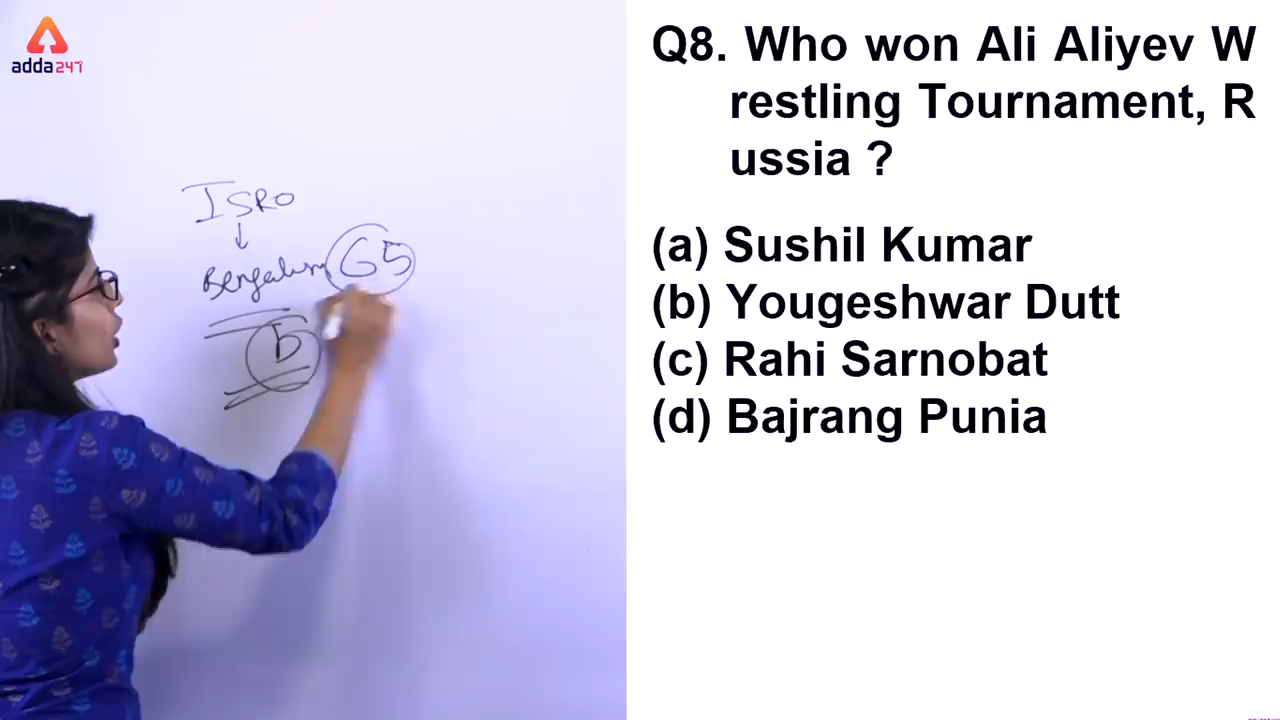 adda247
ISRO
Bengaluru 65
b
Q8. Who won Ali Aliyev W
restling Tournament, R
ussia ?
(a) Sushil Kumar
(b) Yougeshwar Dutt
(c) Rahi Sarnobat
(d) Bajrang Punia